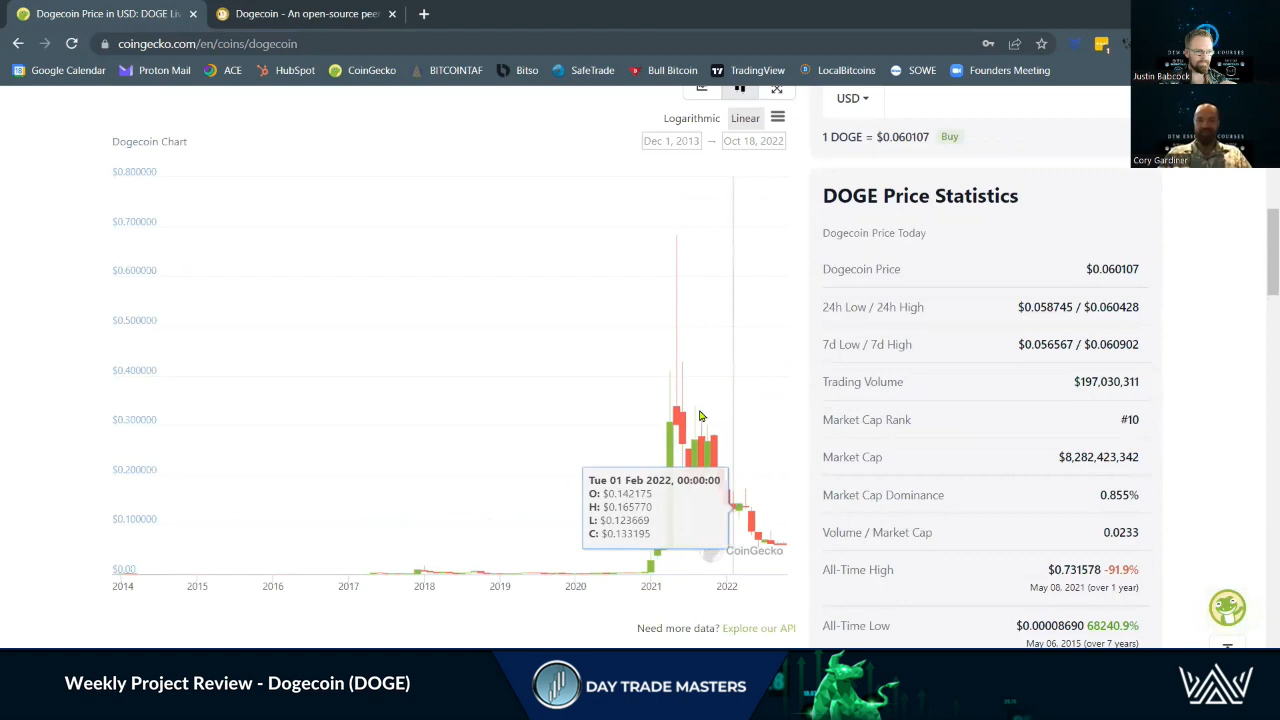 Dogecoin Price in USD: DOGE Liv
Dogecoin - An open-source peer
coingecko.com/en/coins/dogecoin
Google Calendar
Proton Mail
ACE
HubSpot
CoinGecko
BITCOINTAF
Bitso
SafeTrade
Bull Bitcoin
TradingView
LocalBitcoins
SOWE
Founders Meeting
Justin Babcock
Cory Gardiner
Logarithmic
Linear
Dogecoin Chart
Dec 1, 2013 → Oct 18, 2022
$0.800000
$0.700000
$0.600000
$0.500000
$0.400000
$0.300000
$0.200000
$0.100000
$0.00
Tue 01 Feb 2022, 00:00:00
O: $0.142175
H: $0.165770
L: $0.123669
C: $0.133195
CoinGecko
2014 2015 2016 2017 2018 2019 2020 2021 2022
Need more data? Explore our API
USD
1 DOGE = $0.060107 Buy
DOGE Price Statistics
Dogecoin Price Today
Dogecoin Price $0.060107
24h Low / 24h High $0.058745 / $0.060428
7d Low / 7d High $0.056567 / $0.060902
Trading Volume $197,030,311
Market Cap Rank #10
Market Cap $8,282,423,342
Market Cap Dominance 0.855%
Volume / Market Cap 0.0233
All-Time High $0.731578 -91.9%
May 08, 2021 (over 1 year)
All-Time Low $0.00008690 68240.9%
May 06, 2015 (over 7 years)
Weekly Project Review - Dogecoin (DOGE)
DAY TRADE MASTERS